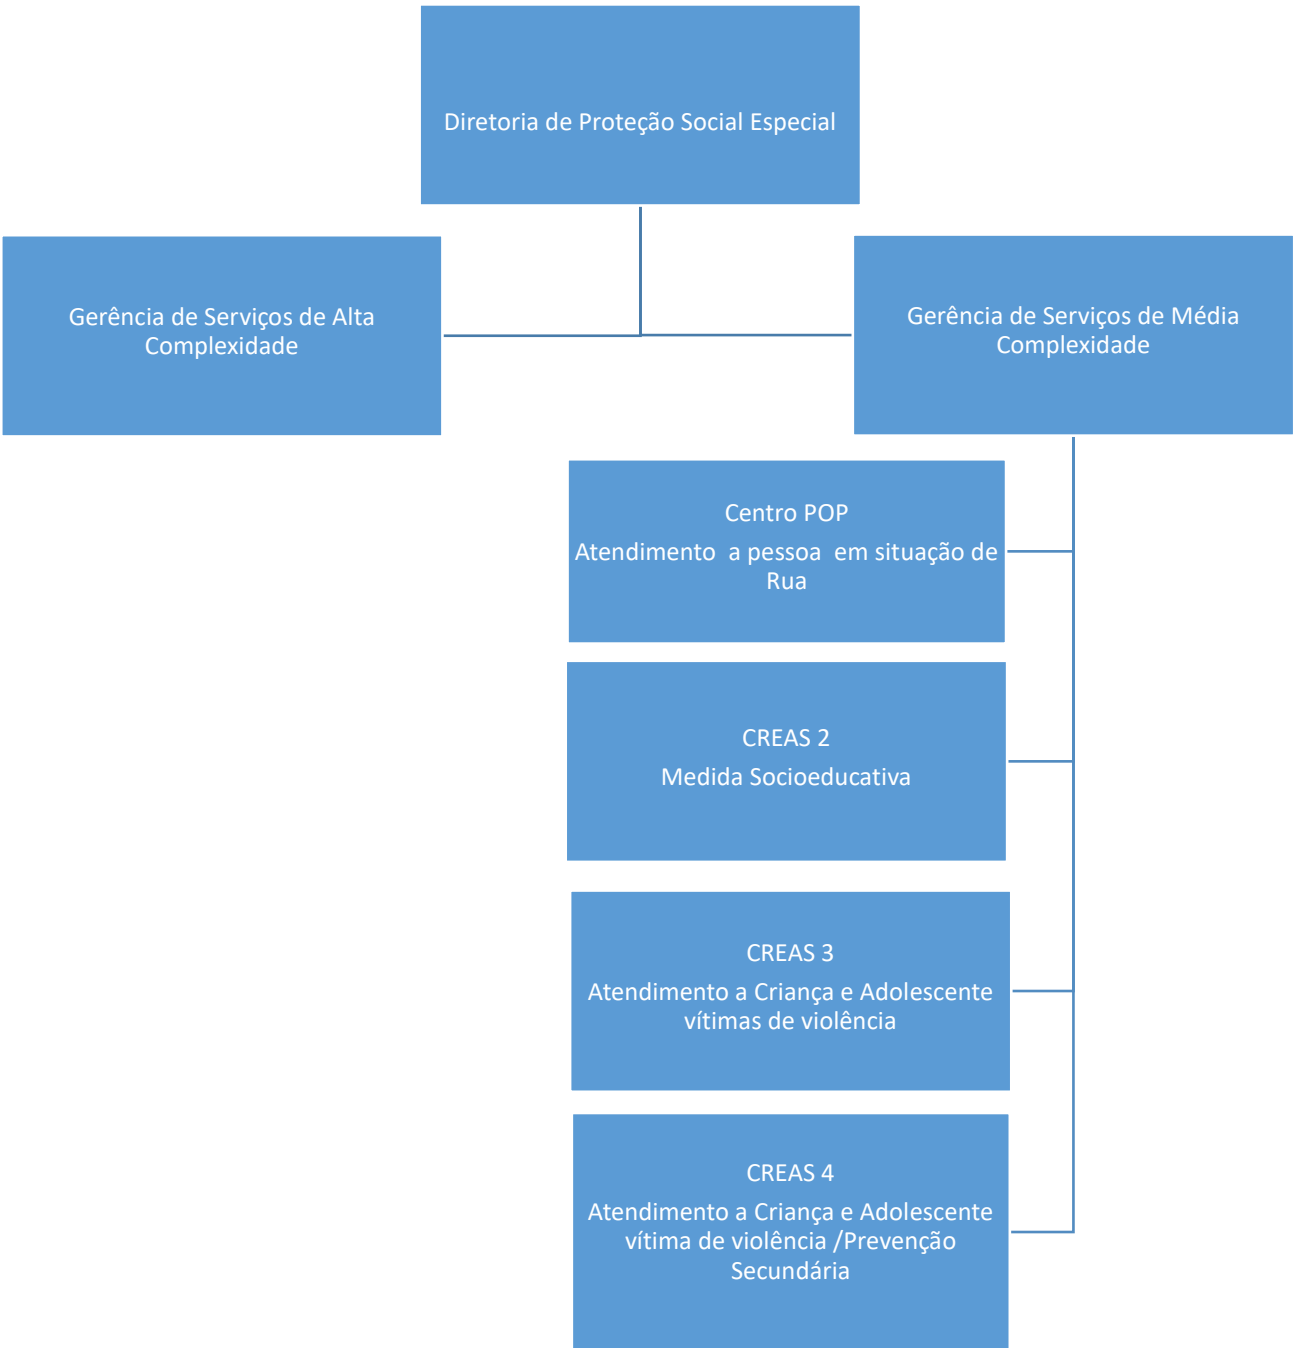 Diretoria de Proteção Social Especial
Gerência de Serviços de Alta
Complexidade
Gerência de Serviços de Média
Complexidade
Centro POP
Atendimento  a pessoa  em situação de
Rua
CREAS 2
Medida Socioeducativa
CREAS 3
Atendimento a Criança e Adolescente
vítimas de violência
CREAS 4
Atendimento a Criança e Adolescente
vítima de violência /Prevenção
Secundária